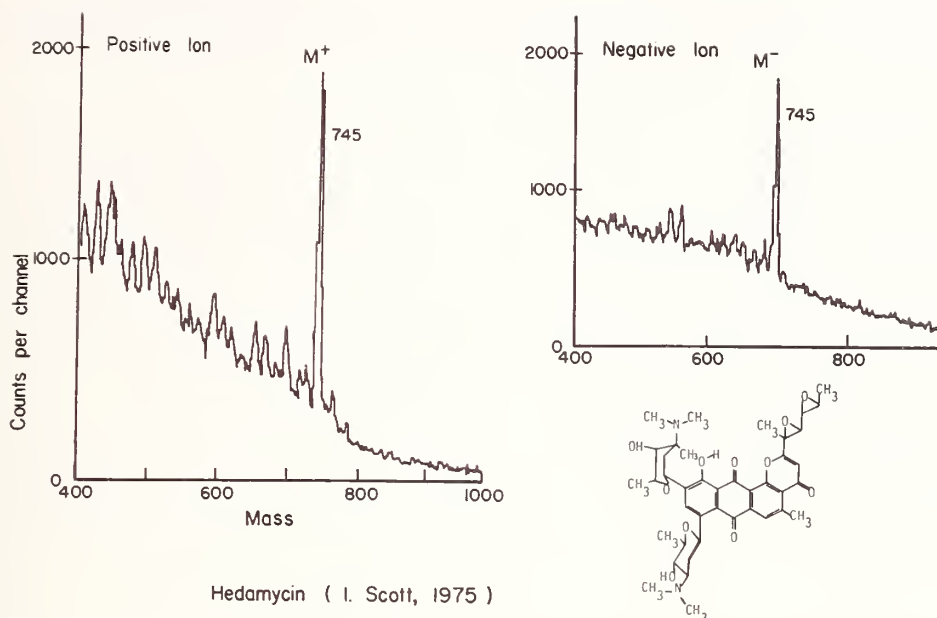 Positive Ion
M+
745
2000
1000
0
400
600
800
1000
Counts per channel
Mass
Negative Ion
M−
745
2000
1000
0
400
600
800
CH3
CH3
N
CH3
HO
CH3
O-H
CH3
O
O
O
CH3
O
O
CH3
O
O
O
CH3
CH3
O
HO
CH3
N
CH3
Hedamycin ( I. Scott, 1975 )